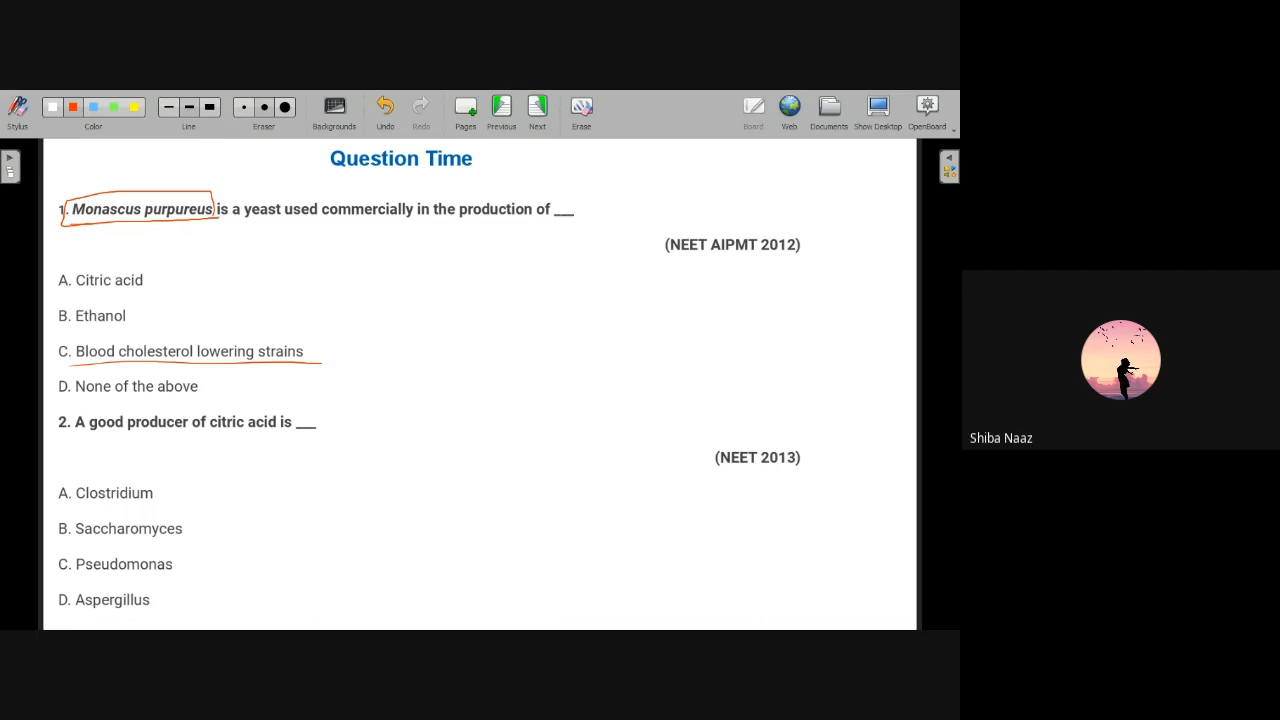 Stylus Color Line Eraser Backgrounds Undo Redo Pages Previous Next Erase Board Web Documents Show Desktop OpenBoard
Question Time
1. Monascus purpureus is a yeast used commercially in the production of ___
(NEET AIPMT 2012)
A. Citric acid
B. Ethanol
C. Blood cholesterol lowering strains
D. None of the above
2. A good producer of citric acid is ___
(NEET 2013)
A. Clostridium
B. Saccharomyces
C. Pseudomonas
D. Aspergillus
Shiba Naaz